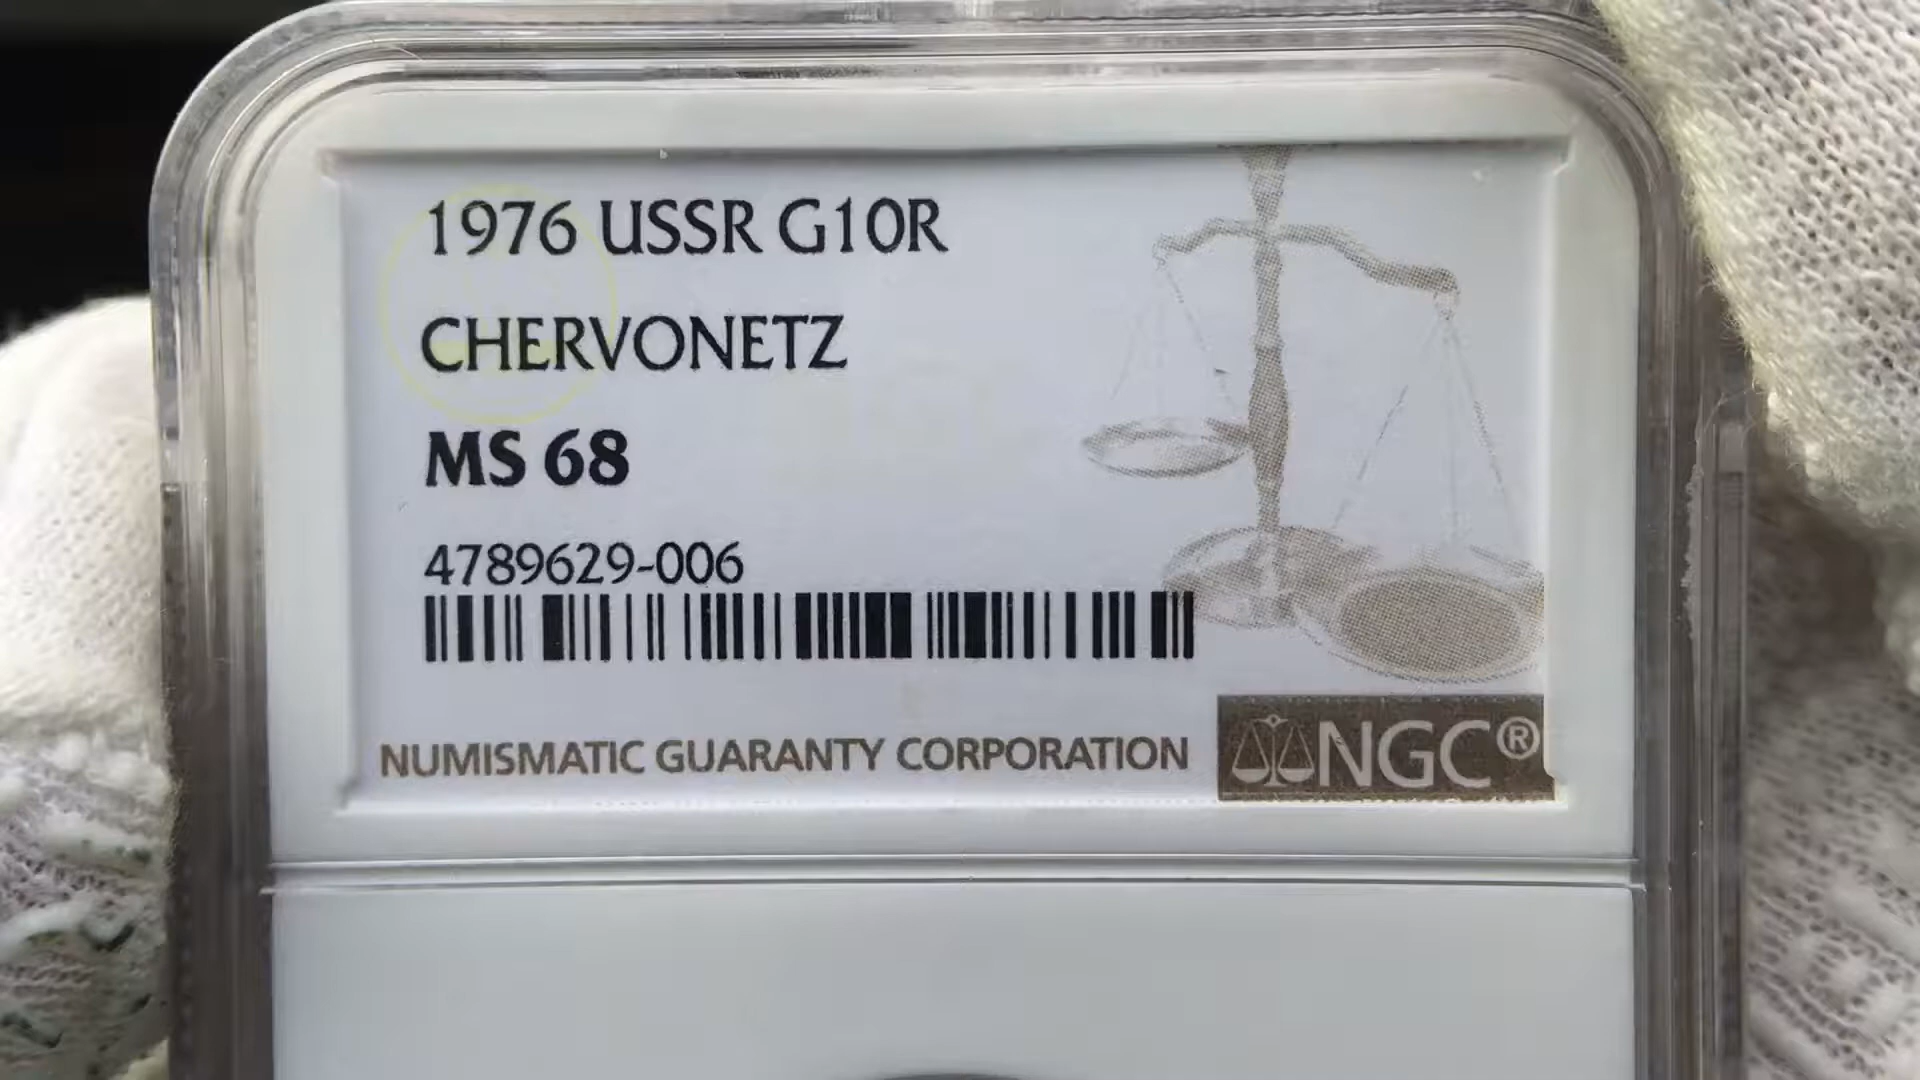 1976 USSR G10R
CHERVONETZ
MS 68
4789629-006
NUMISMATIC GUARANTY CORPORATION
NGC®